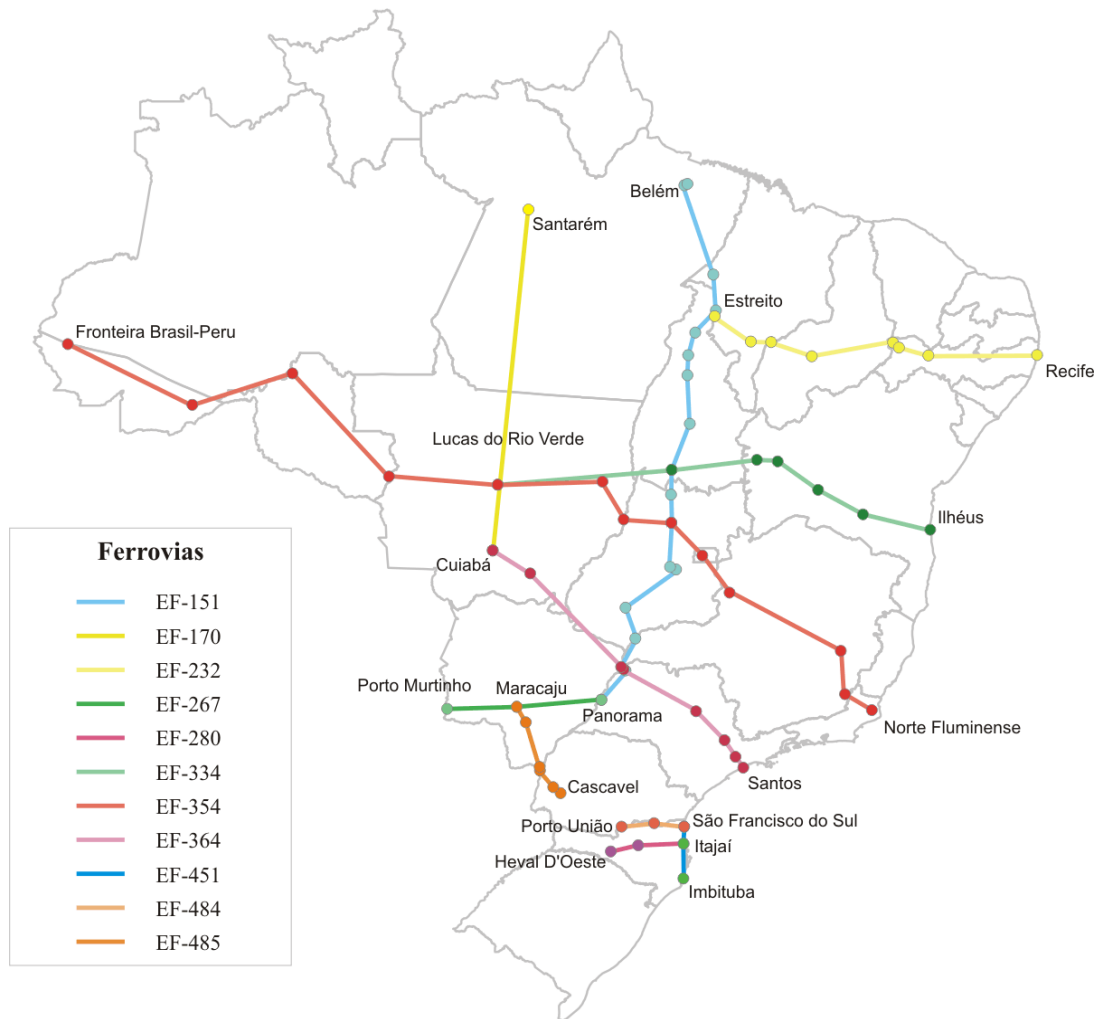 Belém
Santarém
Estreito
Fronteira Brasil-Peru
Recife
Lucas do Rio Verde
Ilhéus
Cuiabá
Porto Murtinho
Maracaju
Panorama
Norte Fluminense
Santos
Cascavel
Porto União
São Francisco do Sul
Itajaí
Heval D'Oeste
Imbituba
Ferrovias
EF-151
EF-170
EF-232
EF-267
EF-280
EF-334
EF-354
EF-364
EF-451
EF-484
EF-485